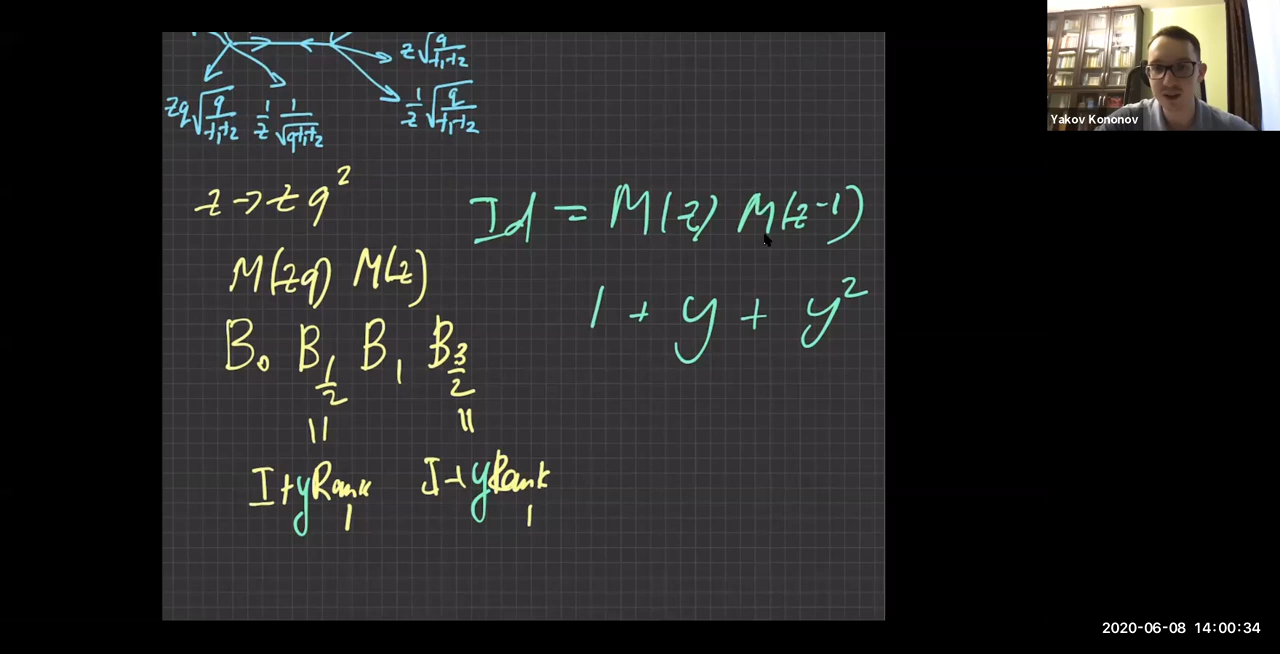 z√(q/t₁t₂)
zq√(q/t₁t₂) 1/z 1/√(qt₁t₂) 1/z √(q/t₁t₂)
z → z q²
Id = M(z) M(z⁻¹)
M(zq) M(z)
1 + y + y²
B₀ B_{1/2} B₁ B_{3/2}
|| ||
I + y Rank 1 I + y Rank 1
Yakov Kononov
2020-06-08 14:00:34